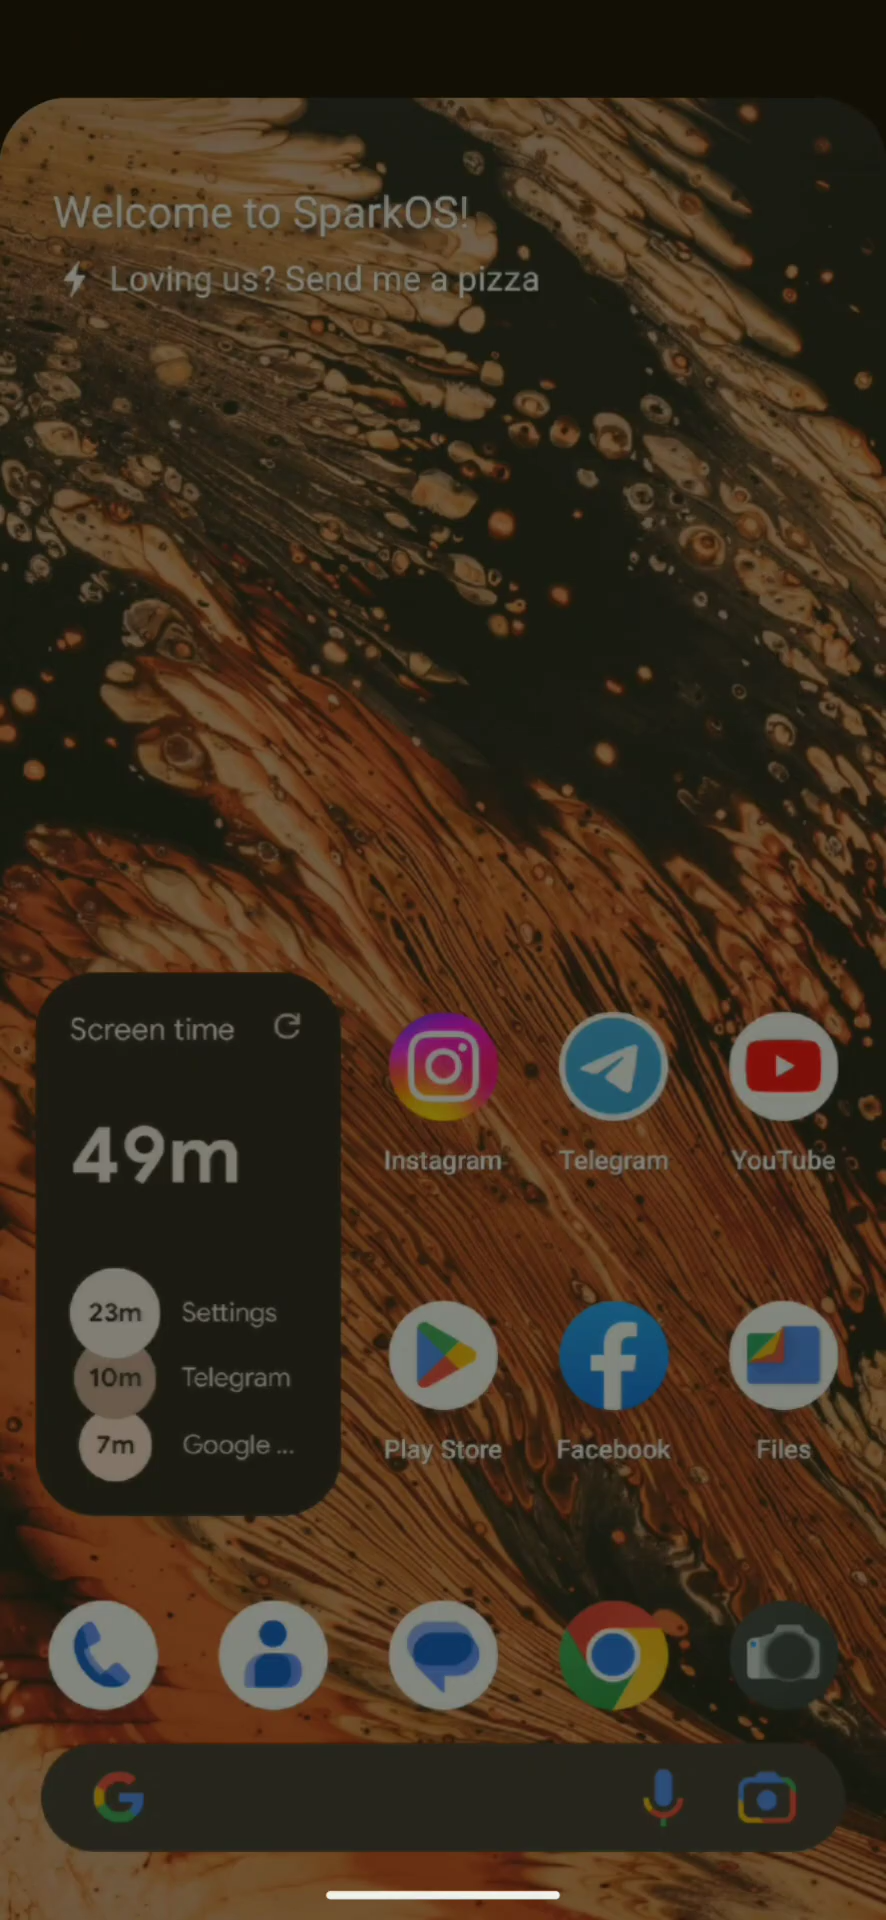 Welcome to SparkOS!
Loving us? Send me a pizza
Screen time
49m
23m Settings
10m Telegram
7m Google ...
Instagram Telegram YouTube
Play Store Facebook Files